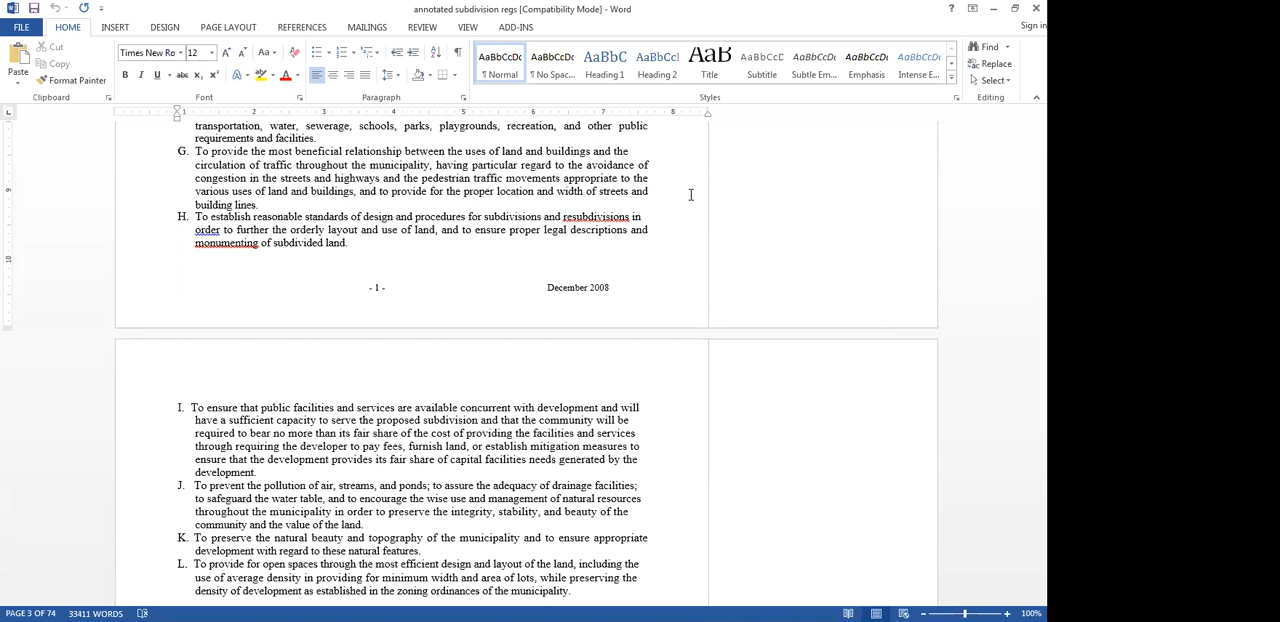 annotated subdivision regs [Compatibility Mode] - Word
Sign in
FILE HOME INSERT DESIGN PAGE LAYOUT REFERENCES MAILINGS REVIEW VIEW ADD-INS
Paste
Cut
Copy
Format Painter
Clipboard
Times New Ro 12
Font
Paragraph
AaBbCcDc AaBbCcDc AaBbC AaBbCcI AaB AaBbCcC AaBbCcDc AaBbCcDc AaBbCcDc
¶ Normal ¶ No Spac... Heading 1 Heading 2 Title Subtitle Subtle Em... Emphasis Intense E...
Styles
Find
Replace
Select
Editing
1 2 3 4 5 6 7 8
9
10
transportation, water, sewerage, schools, parks, playgrounds, recreation, and other public
requirements and facilities.
G. To provide the most beneficial relationship between the uses of land and buildings and the
circulation of traffic throughout the municipality, having particular regard to the avoidance of
congestion in the streets and highways and the pedestrian traffic movements appropriate to the
various uses of land and buildings, and to provide for the proper location and width of streets and
building lines.
H. To establish reasonable standards of design and procedures for subdivisions and resubdivisions in
order to further the orderly layout and use of land, and to ensure proper legal descriptions and
monumenting of subdivided land.
- 1 - December 2008
I. To ensure that public facilities and services are available concurrent with development and will
have a sufficient capacity to serve the proposed subdivision and that the community will be
required to bear no more than its fair share of the cost of providing the facilities and services
through requiring the developer to pay fees, furnish land, or establish mitigation measures to
ensure that the development provides its fair share of capital facilities needs generated by the
development.
J. To prevent the pollution of air, streams, and ponds; to assure the adequacy of drainage facilities;
to safeguard the water table, and to encourage the wise use and management of natural resources
throughout the municipality in order to preserve the integrity, stability, and beauty of the
community and the value of the land.
K. To preserve the natural beauty and topography of the municipality and to ensure appropriate
development with regard to these natural features.
L. To provide for open spaces through the most efficient design and layout of the land, including the
use of average density in providing for minimum width and area of lots, while preserving the
density of development as established in the zoning ordinances of the municipality.
PAGE 3 OF 74 33411 WORDS 100%